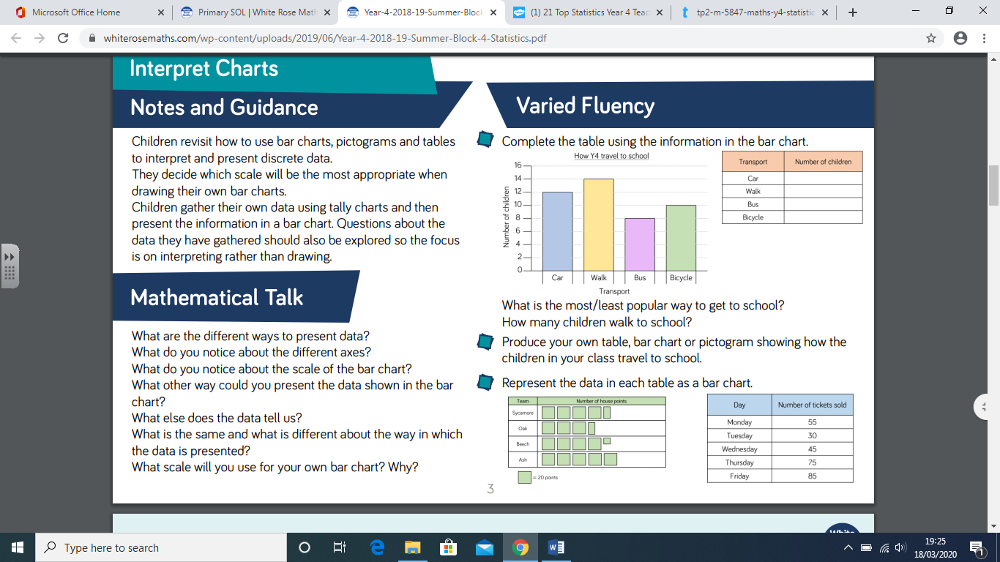 Microsoft Office Home
Primary SOL | White Rose Math
Year-4-2018-19-Summer-Block
(1) 21 Top Statistics Year 4 Teac
tp2-m-5847-maths-y4-statistic
whiterosemaths.com/wp-content/uploads/2019/06/Year-4-2018-19-Summer-Block-4-Statistics.pdf
Interpret Charts
Notes and Guidance
Children revisit how to use bar charts, pictograms and tables
to interpret and present discrete data.
They decide which scale will be the most appropriate when
drawing their own bar charts.
Children gather their own data using tally charts and then
present the information in a bar chart. Questions about the
data they have gathered should also be explored so the focus
is on interpreting rather than drawing.
Mathematical Talk
What are the different ways to present data?
What do you notice about the different axes?
What do you notice about the scale of the bar chart?
What other way could you present the data shown in the bar
chart?
What else does the data tell us?
What is the same and what is different about the way in which
the data is presented?
What scale will you use for your own bar chart? Why?
Varied Fluency
Complete the table using the information in the bar chart.
How Y4 travel to school
Number of children
16
14
12
10
8
6
4
2
0
Car Walk Bus Bicycle
Transport
Transport Number of children
Car
Walk
Bus
Bicycle
What is the most/least popular way to get to school?
How many children walk to school?
Produce your own table, bar chart or pictogram showing how the
children in your class travel to school.
Represent the data in each table as a bar chart.
Team Number of house points
Sycamore
Oak
Beech
Ash
= 20 points
Day Number of tickets sold
Monday 55
Tuesday 30
Wednesday 45
Thursday 75
Friday 85
3
White
Type here to search
19:25
18/03/2020
1